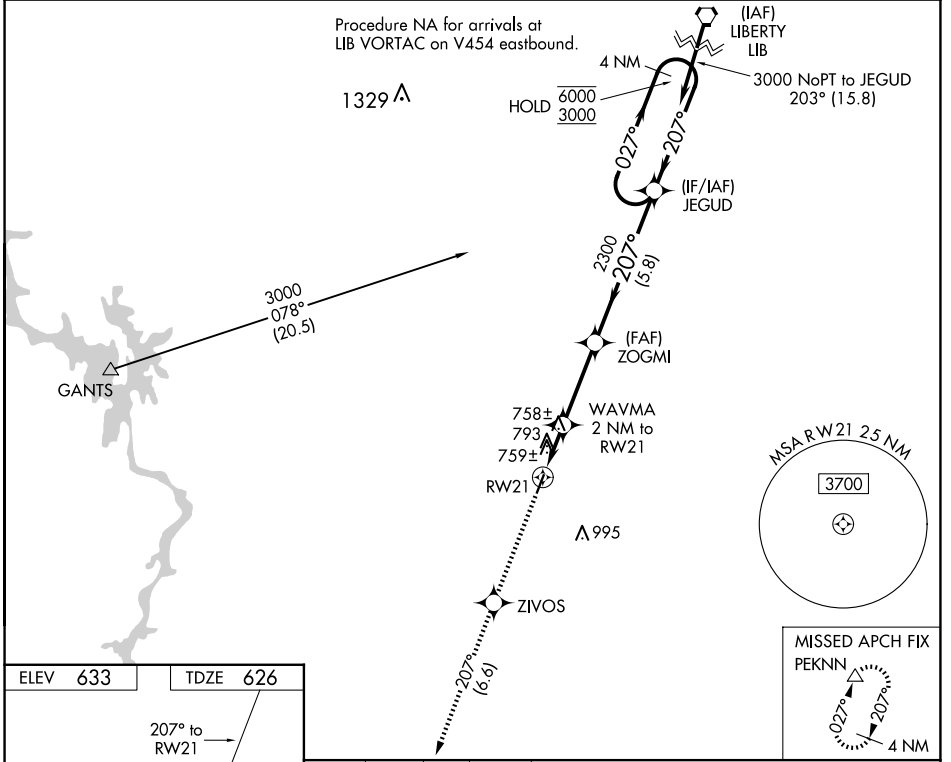 Procedure NA for arrivals at
LIB VORTAC on V454 eastbound.
(IAF)
LIBERTY
LIB
1329
4 NM
HOLD
6000
3000
3000 NoPT to JEGUD
203° (15.8)
027°
207°
(IF/IAF)
JEGUD
2300
207°
(5.8)
3000
078°
(20.5)
GANTS
(FAF)
ZOGMI
758±
793
759±
WAVMA
2 NM to
RW21
RW21
995
MSA RW21 25 NM
3700
ZIVOS
207°
(6.6)
MISSED APCH FIX
PEKNN
027°
207°
4 NM
ELEV 633
TDZE 626
207° to
RW21